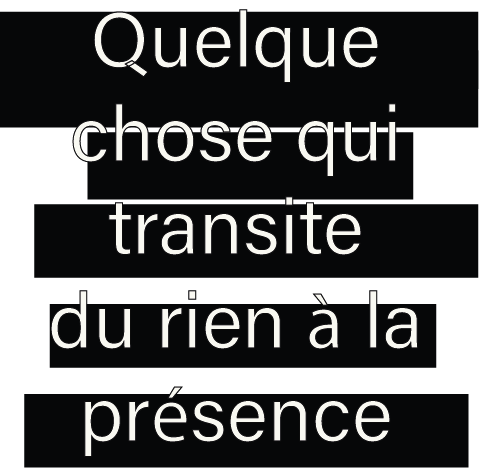 Quelque
chose qui
transite
du rien à la
présence